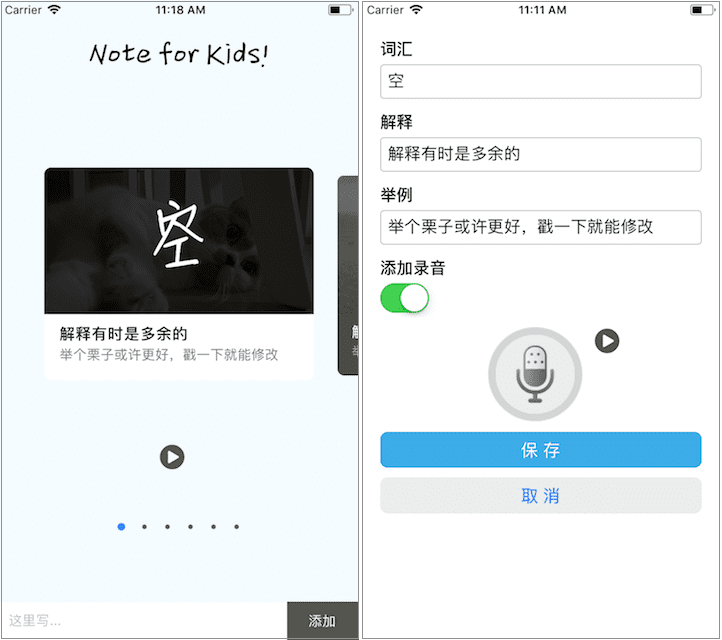 Carrier 11:18 AM
Note for Kids!
空
解释有时是多余的
举个栗子或许更好，戳一下就能修改
这里写...
添加
Carrier 11:11 AM
词汇
空
解释
解释有时是多余的
举例
举个栗子或许更好，戳一下就能修改
添加录音
保 存
取 消